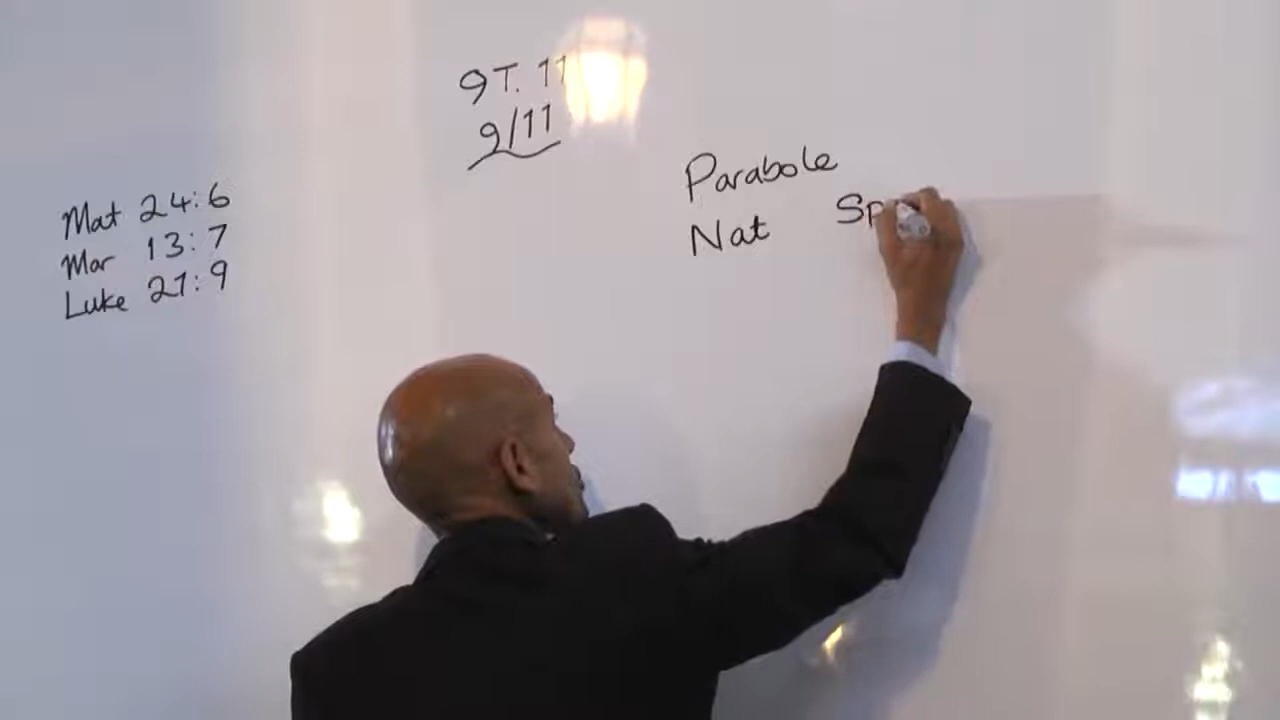 Mat 24:6
Mar 13:7
Luke 21:9
9T. 11
9/11
Parabole
Nat